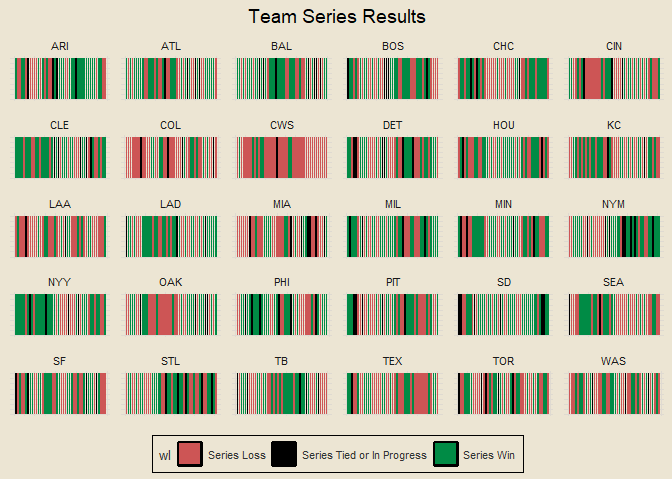 Team Series Results
ARI ATL BAL BOS CHC CIN
CLE COL CWS DET HOU KC
LAA LAD MIA MIL MIN NYM
NYY OAK PHI PIT SD SEA
SF STL TB TEX TOR WAS
wl Series Loss Series Tied or In Progress Series Win